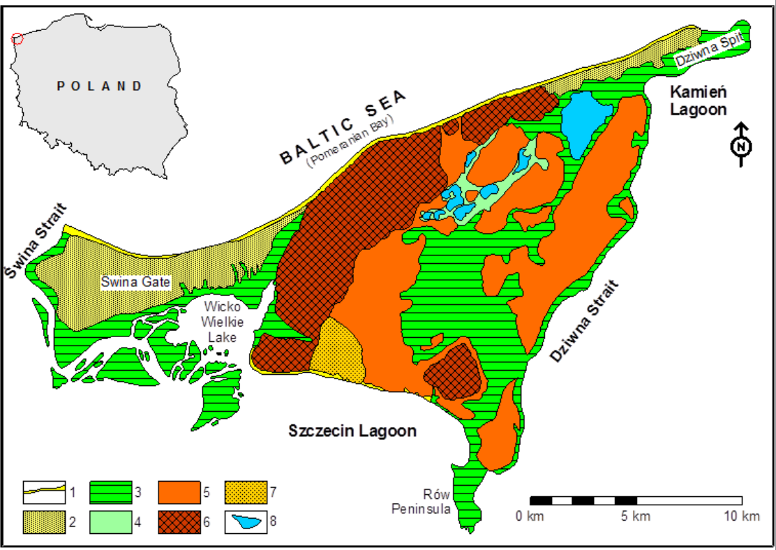 POLAND
BALTIC SEA
(Pomeranian Bay)
Dziwna Spit
Kamień
Lagoon
N
Świna Strait
Swina Gate
Wicko
Wielkie
Lake
Dziwna Strait
Szczecin Lagoon
Rów
Peninsula
1 3 5 7
2 4 6 8
0 km 5 km 10 km